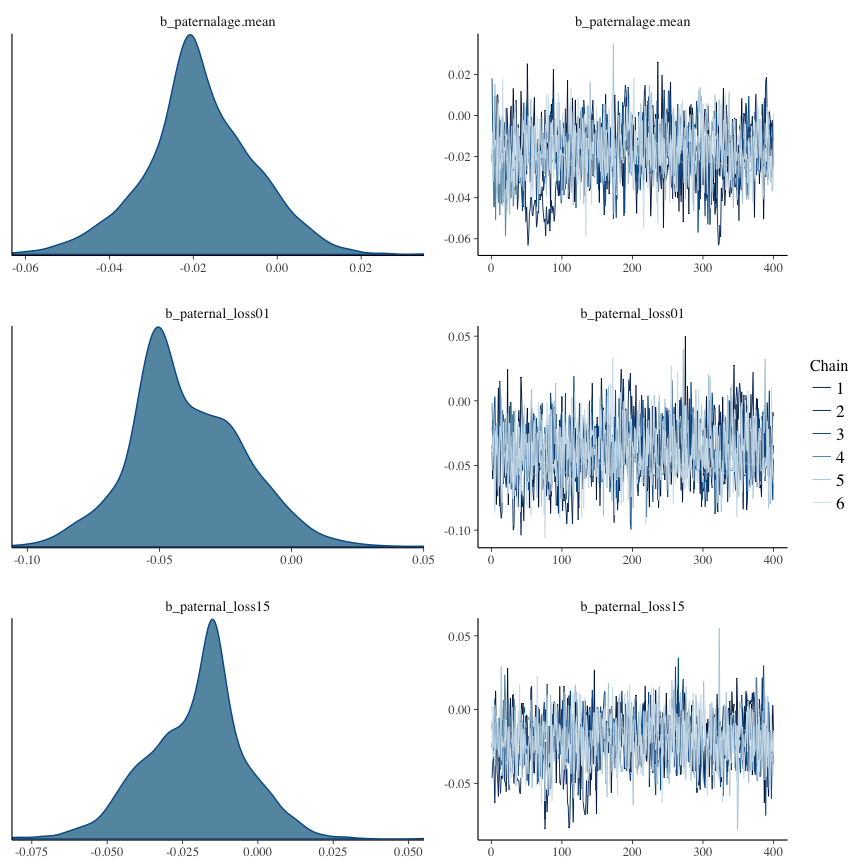 b_paternalage.mean
b_paternalage.mean
0.02
0.00
-0.02
-0.04
-0.06
-0.06 -0.04 -0.02 0.00 0.02
0 100 200 300 400
b_paternal_loss01
b_paternal_loss01
0.05
0.00
-0.05
-0.10
-0.10 -0.05 0.00 0.05
0 100 200 300 400
Chain
1
2
3
4
5
6
b_paternal_loss15
b_paternal_loss15
0.05
0.00
-0.05
-0.075 -0.050 -0.025 0.000 0.025 0.050
0 100 200 300 400